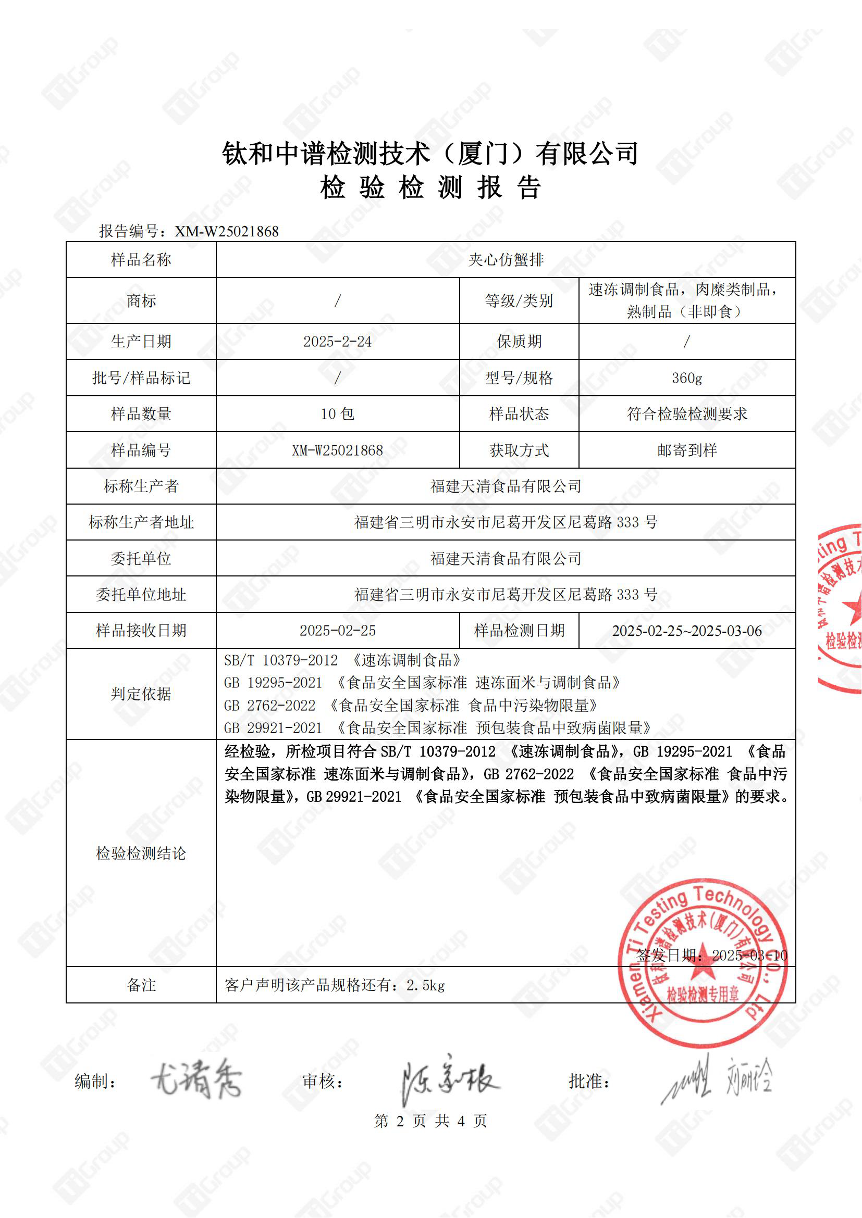 钛和中谱检测技术（厦门）有限公司
检 验 检 测 报 告
报告编号：XM-W25021868
样品名称 夹心仿蟹排
商标 / 等级/类别 速冻调制食品，肉糜类制品，
熟制品（非即食）
生产日期 2025-2-24 保质期 /
批号/样品标记 / 型号/规格 360g
样品数量 10 包 样品状态 符合检验检测要求
样品编号 XM-W25021868 获取方式 邮寄到样
标称生产者 福建天清食品有限公司
标称生产者地址 福建省三明市永安市尼葛开发区尼葛路 333 号
委托单位 福建天清食品有限公司
委托单位地址 福建省三明市永安市尼葛开发区尼葛路 333 号
样品接收日期 2025-02-25 样品检测日期 2025-02-25~2025-03-06
判定依据
SB/T 10379-2012 《速冻调制食品》
GB 19295-2021 《食品安全国家标准 速冻面米与调制食品》
GB 2762-2022 《食品安全国家标准 食品中污染物限量》
GB 29921-2021 《食品安全国家标准 预包装食品中致病菌限量》
检验检测结论
经检验，所检项目符合 SB/T 10379-2012 《速冻调制食品》，GB 19295-2021 《食品
安全国家标准 速冻面米与调制食品》，GB 2762-2022 《食品安全国家标准 食品中污
染物限量》，GB 29921-2021 《食品安全国家标准 预包装食品中致病菌限量》的要求。
签发日期：2025-03-10
Xiamen Ti Testing Technology CO., Ltd
钛和中谱检测技术（厦门）有限公司
检验检测专用章
备注 客户声明该产品规格还有：2.5kg
编制： 尤清秀 审核： 批准： 刘丽玲
第 2 页 共 4 页
TiGroup